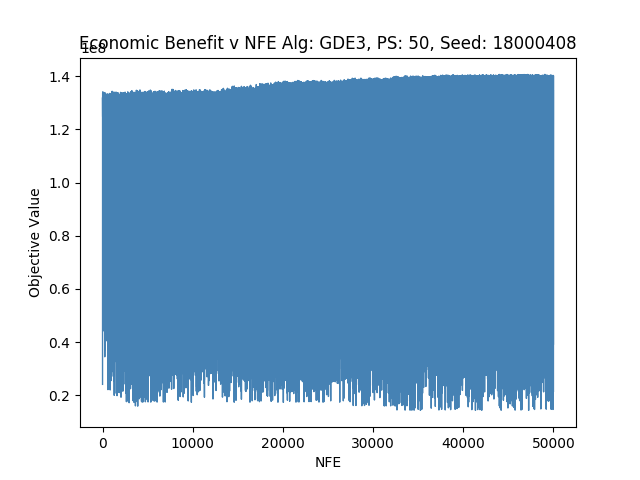 Economic Benefit v NFE Alg: GDE3, PS: 50, Seed: 18000408
1e8
1.4
1.2
1.0
0.8
0.6
0.4
0.2
Objective Value
0 10000 20000 30000 40000 50000
NFE